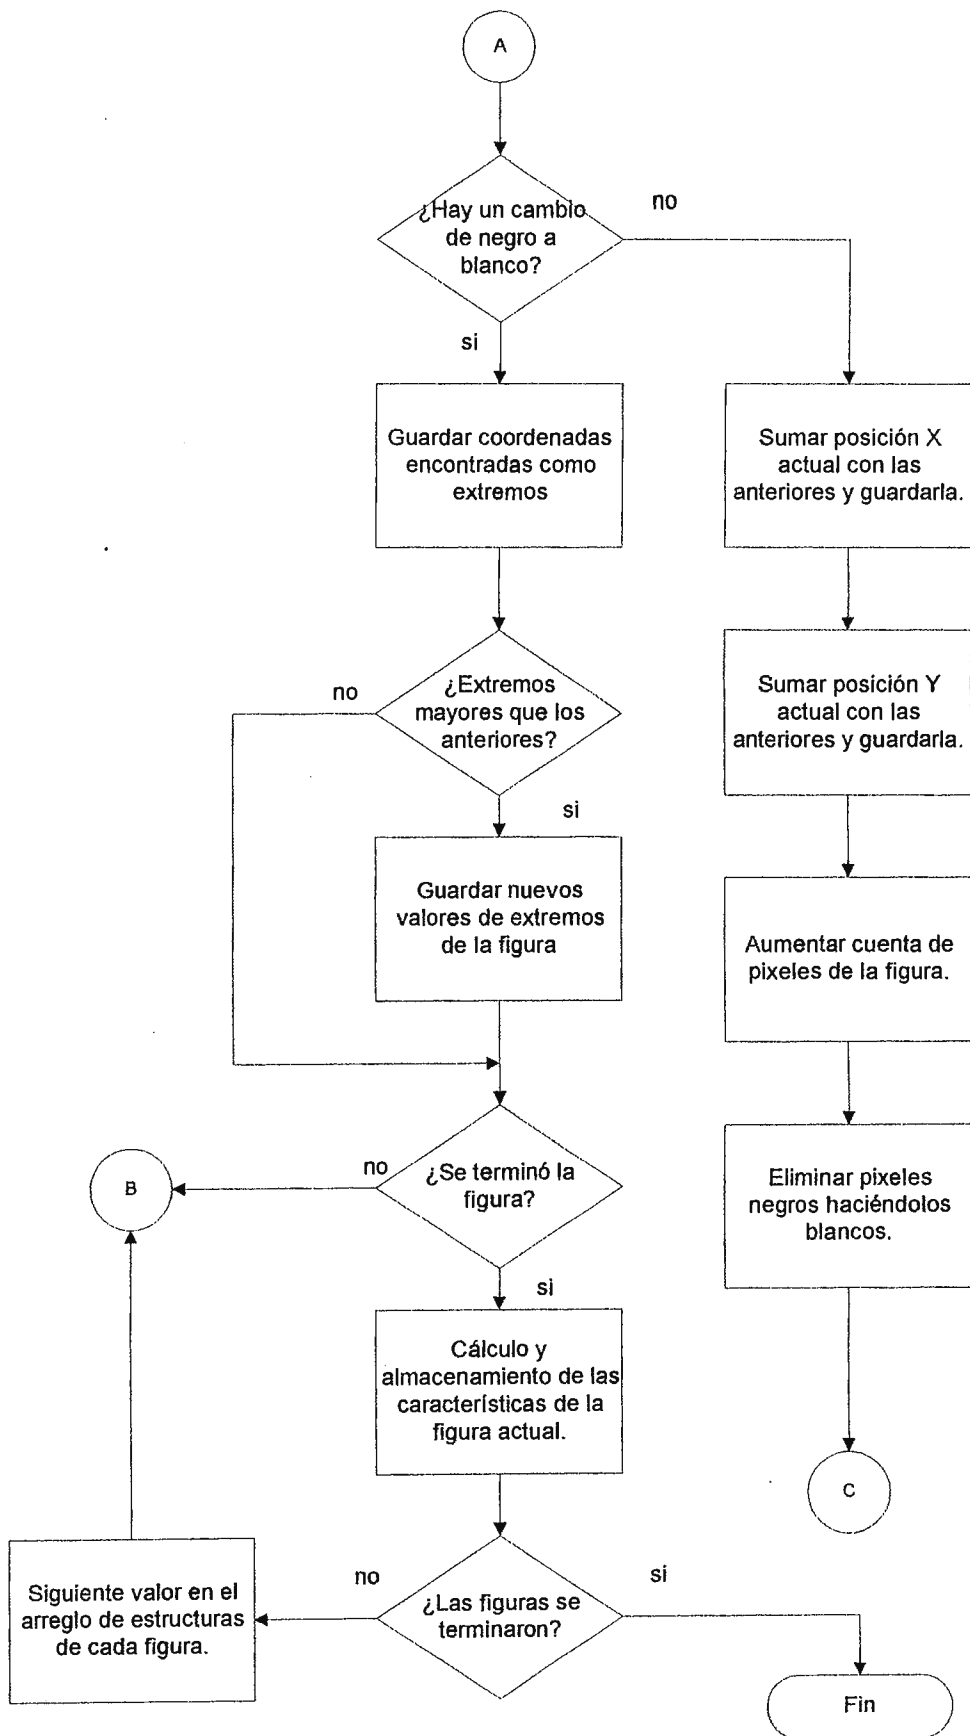 A
¿Hay un cambio
de negro a
blanco?
no
si
Guardar coordenadas
encontradas como
extremos
Sumar posición X
actual con las
anteriores y guardarla.
¿Extremos
mayores que los
anteriores?
no
si
Sumar posición Y
actual con las
anteriores y guardarla.
Guardar nuevos
valores de extremos
de la figura
Aumentar cuenta de
pixeles de la figura.
¿Se terminó la
figura?
no
B
si
Eliminar pixeles
negros haciéndolos
blancos.
Cálculo y
almacenamiento de las
características de la
figura actual.
C
¿Las figuras se
terminaron?
no
si
Siguiente valor en el
arreglo de estructuras
de cada figura.
Fin